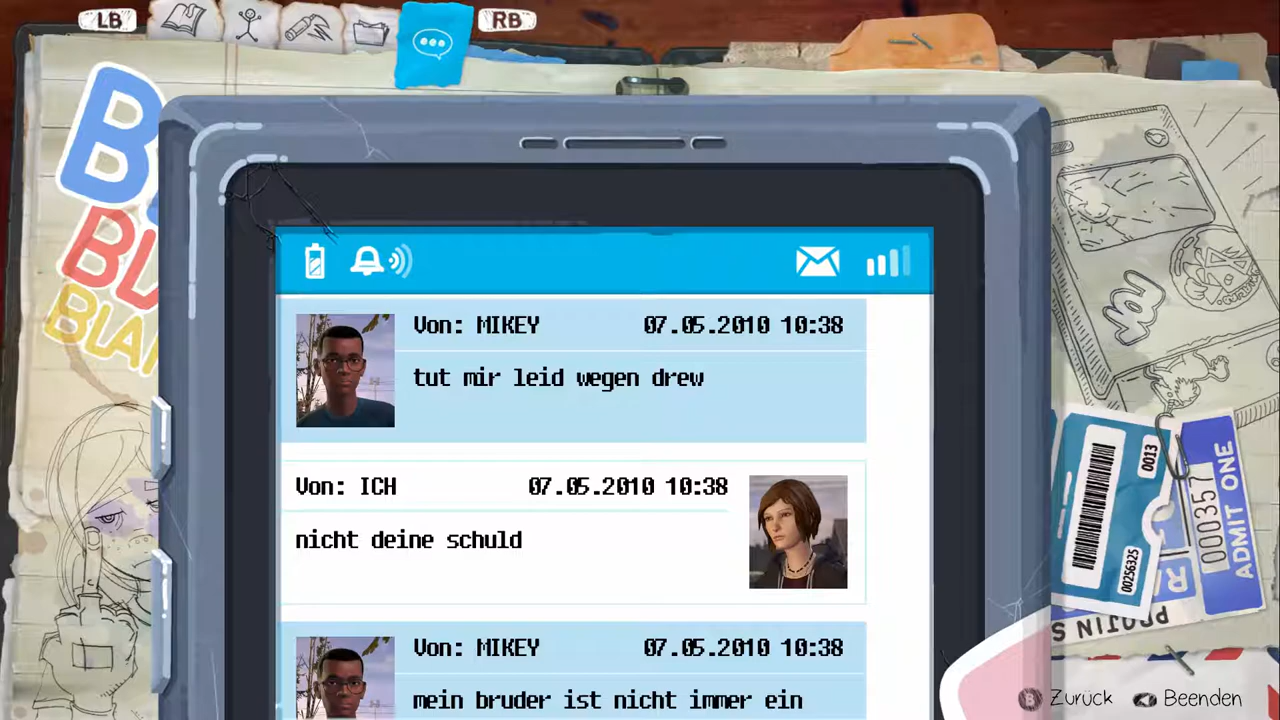 LB
RB
Von: MIKEY 07.05.2010 10:38
tut mir leid wegen drew
Von: ICH 07.05.2010 10:38
nicht deine schuld
Von: MIKEY 07.05.2010 10:38
mein bruder ist nicht immer ein
0013
00256325
000357
ADMIT ONE
B Zurück
Beenden